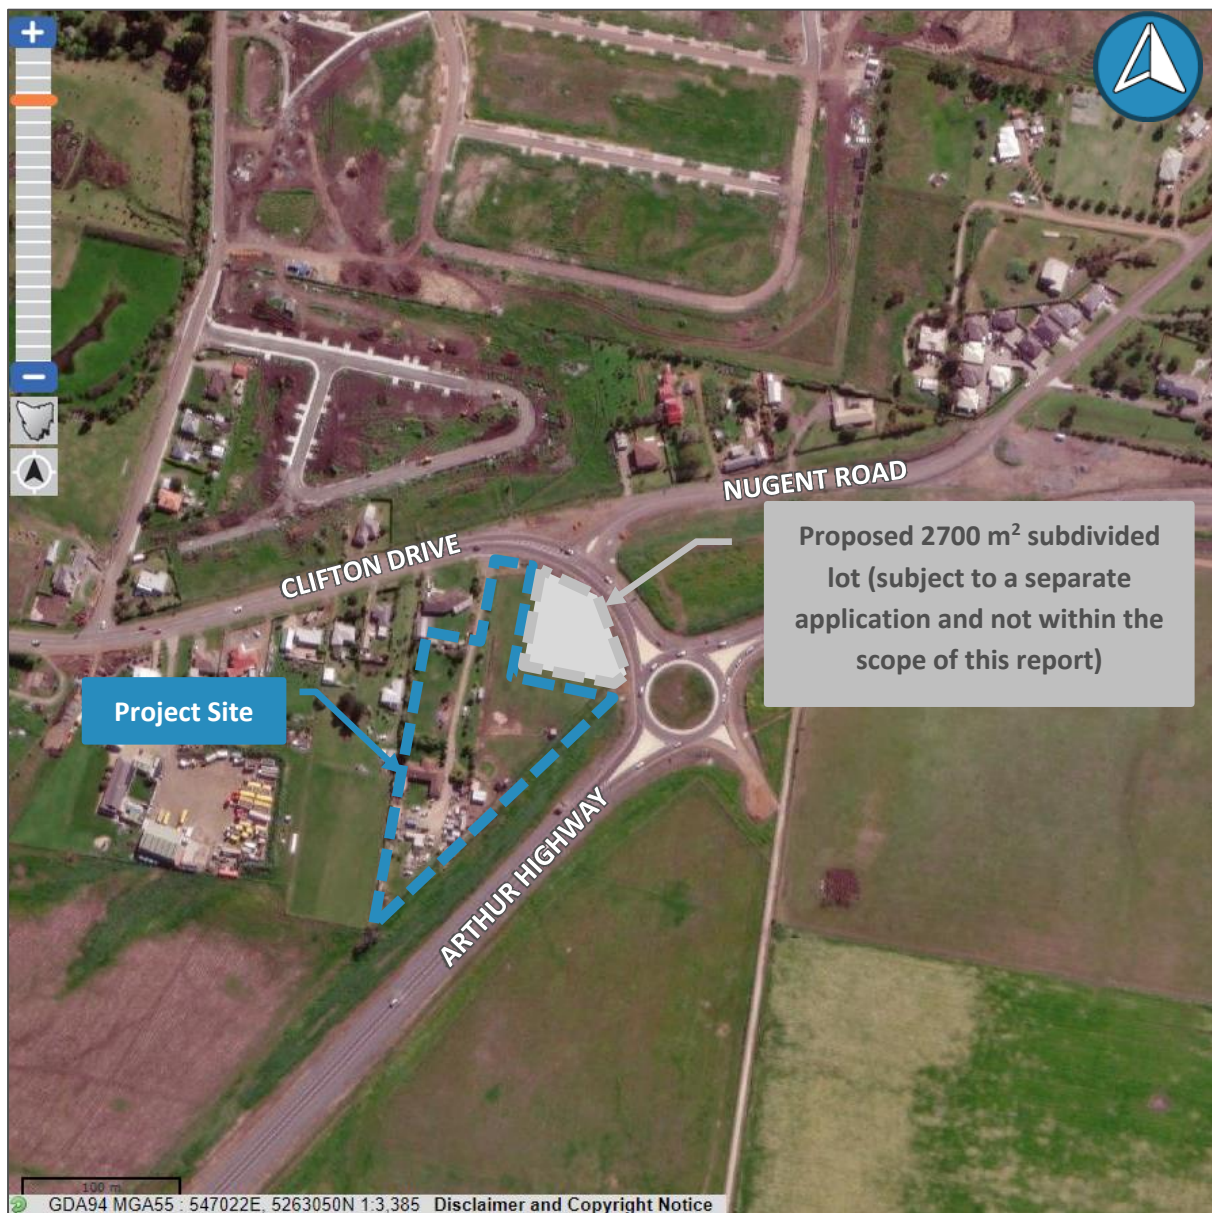 +
−
NUGENT ROAD
CLIFTON DRIVE
Proposed 2700 m² subdivided
lot (subject to a separate
application and not within the
scope of this report)
Project Site
ARTHUR HIGHWAY
100 m
GDA94 MGA55 : 547022E, 5263050N 1:3,385 Disclaimer and Copyright Notice